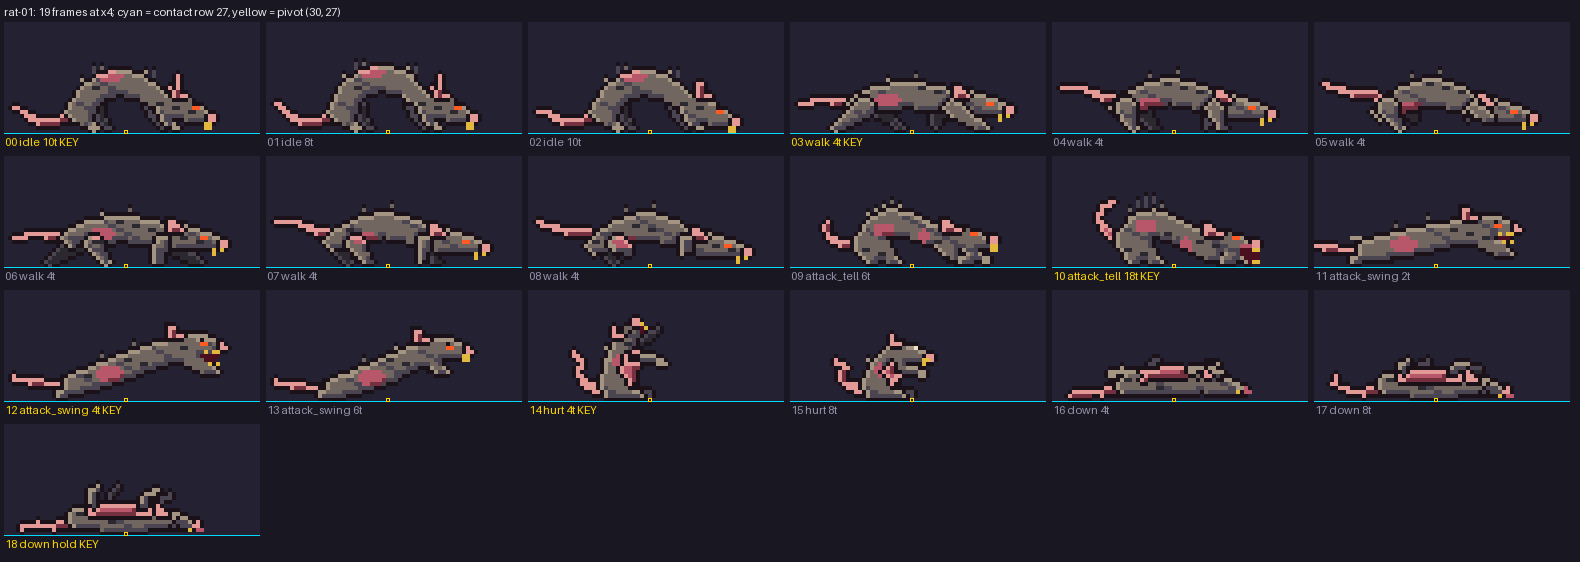 rat-01: 19 frames at x4; cyan = contact row 27, yellow = pivot (30, 27)
00 idle 10t KEY
01 idle 8t
02 idle 10t
03 walk 4t KEY
04 walk 4t
05 walk 4t
06 walk 4t
07 walk 4t
08 walk 4t
09 attack_tell 6t
10 attack_tell 18t KEY
11 attack_swing 2t
12 attack_swing 4t KEY
13 attack_swing 6t
14 hurt 4t KEY
15 hurt 8t
16 down 4t
17 down 8t
18 down hold KEY